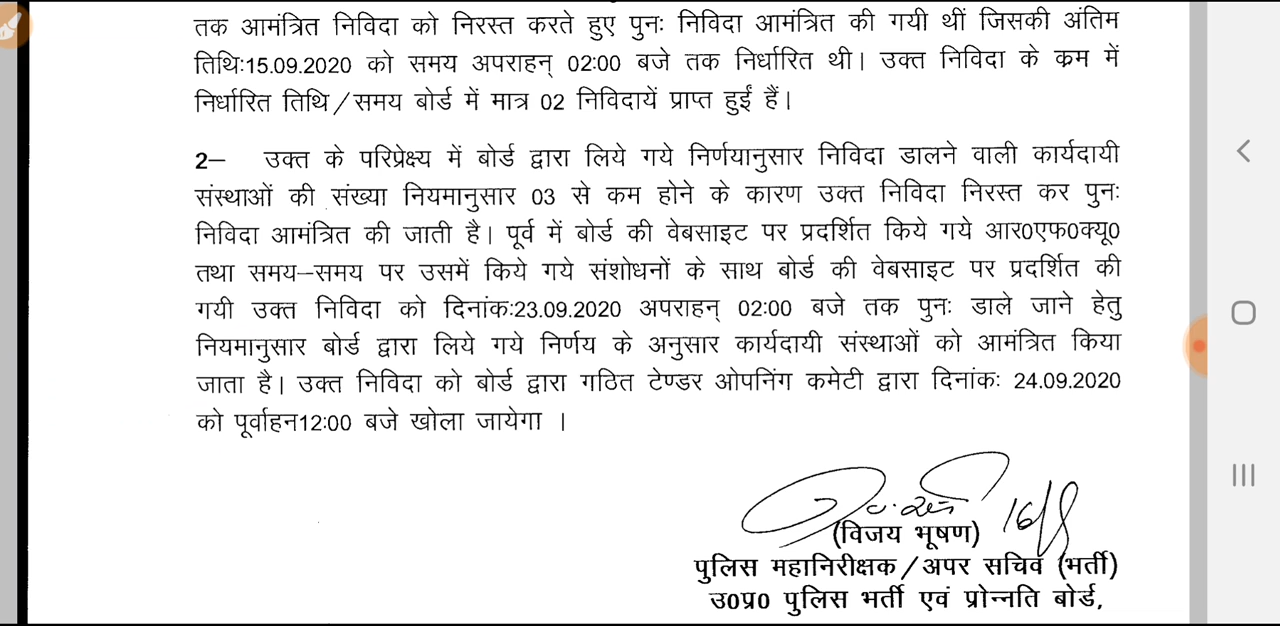 तक आमंत्रित निविदा को निरस्त करते हुए पुनः निविदा आमंत्रित की गयी थीं जिसकी अंतिम
तिथि:15.09.2020 को समय अपराहन् 02:00 बजे तक निर्धारित थी। उक्त निविदा के कम में
निर्धारित तिथि/समय बोर्ड में मात्र 02 निविदायें प्राप्त हुईं हैं।
2— उक्त के परिप्रेक्ष्य में बोर्ड द्वारा लिये गये निर्णयानुसार निविदा डालने वाली कार्यदायी
संस्थाओं की संख्या नियमानुसार 03 से कम होने के कारण उक्त निविदा निरस्त कर पुनः
निविदा आमंत्रित की जाती है। पूर्व में बोर्ड की वेबसाइट पर प्रदर्शित किये गये आर0एफ0क्यू0
तथा समय—समय पर उसमें किये गये संशोधनों के साथ बोर्ड की वेबसाइट पर प्रदर्शित की
गयी उक्त निविदा को दिनांक:23.09.2020 अपराहन् 02:00 बजे तक पुनः डाले जाने हेतु
नियमानुसार बोर्ड द्वारा लिये गये निर्णय के अनुसार कार्यदायी संस्थाओं को आमंत्रित किया
जाता है। उक्त निविदा को बोर्ड द्वारा गठित टेण्डर ओपनिंग कमेटी द्वारा दिनांकः 24.09.2020
को पूर्वाहन12:00 बजे खोला जायेगा ।
(विजय भूषण)
पुलिस महानिरीक्षक/अपर सचिव (भर्ती)
उ0प्र0 पुलिस भर्ती एवं प्रोन्नति बोर्ड,